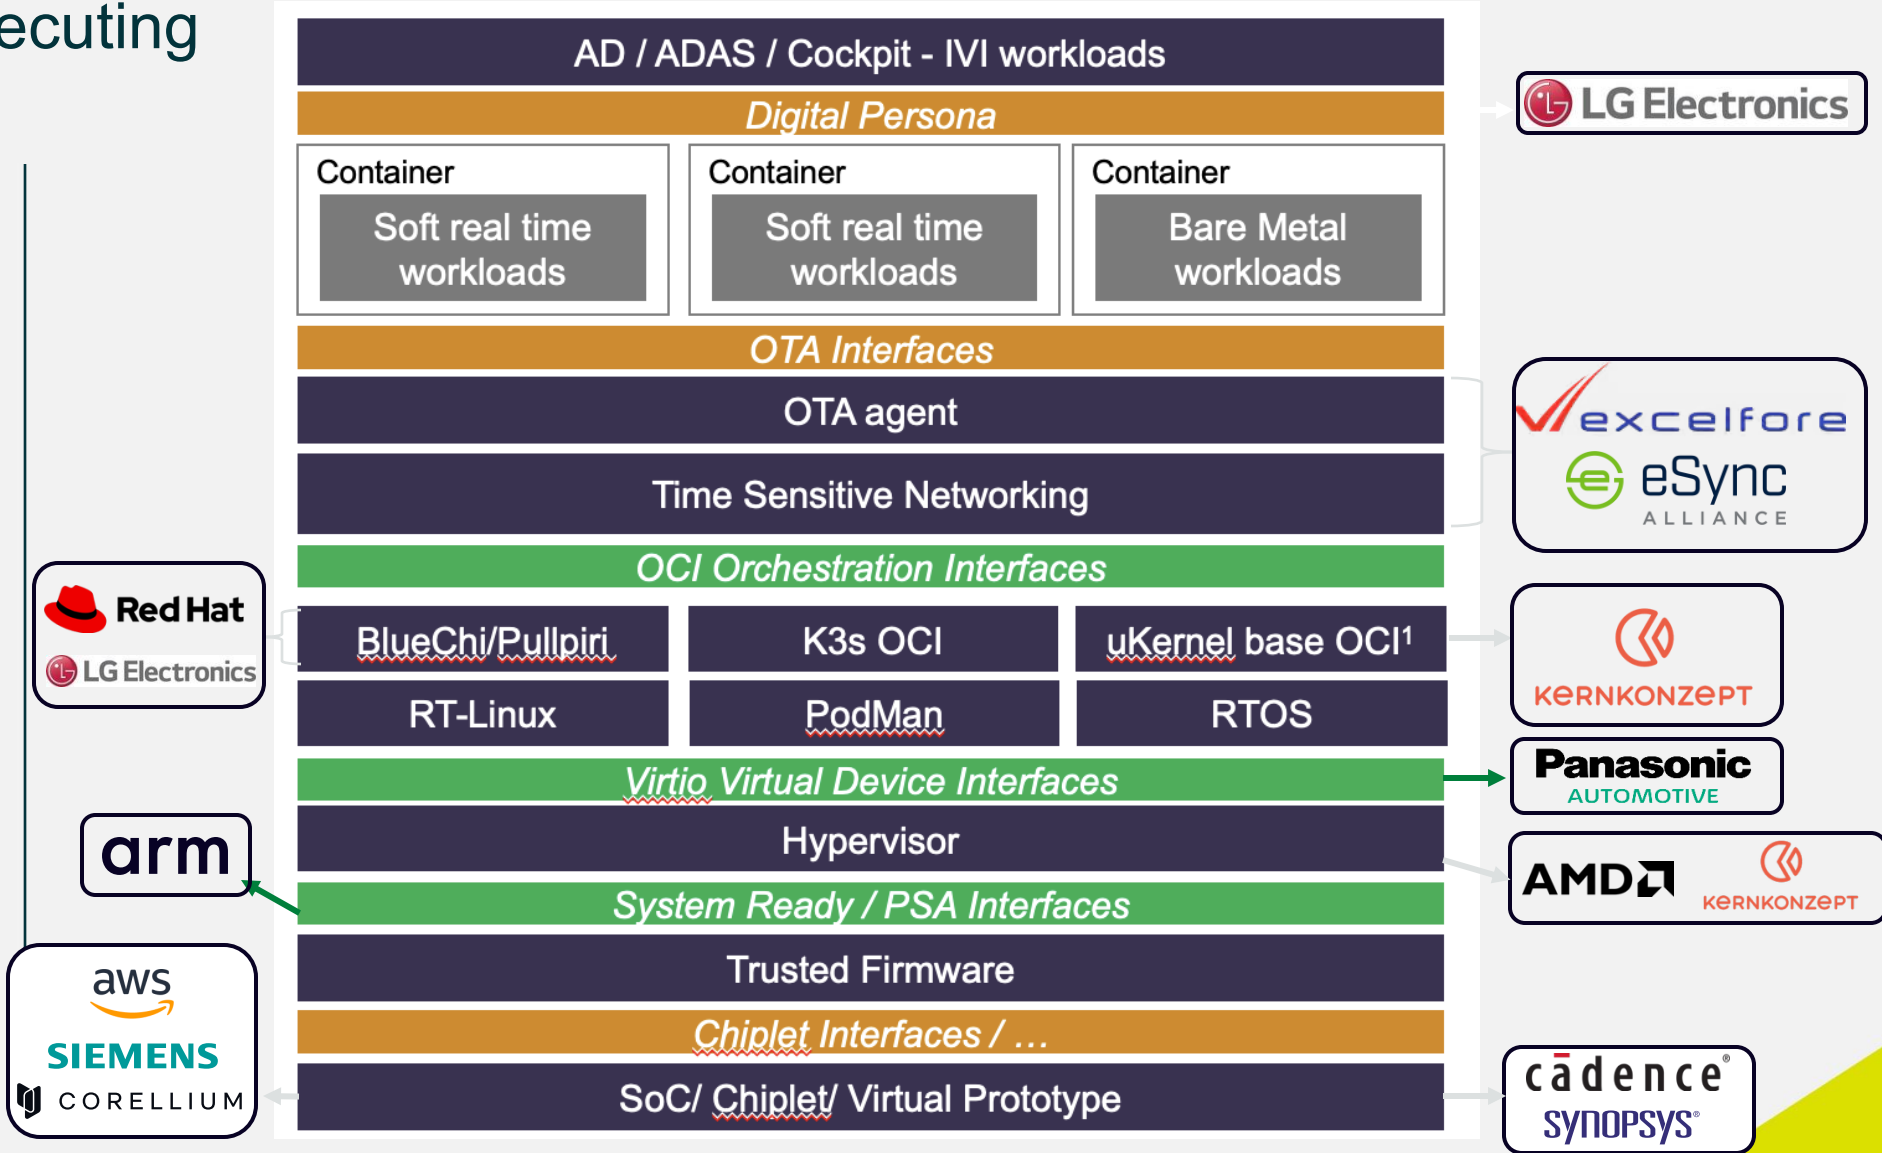 ecuting
AD / ADAS / Cockpit - IVI workloads
Digital Persona
LG Electronics
Container
Soft real time
workloads
Container
Soft real time
workloads
Container
Bare Metal
workloads
OTA Interfaces
OTA agent
Time Sensitive Networking
excelfore
eSync
ALLIANCE
OCI Orchestration Interfaces
Red Hat
LG Electronics
BlueChi/Pullpiri
K3s OCI
uKernel base OCI¹
KERNKONZEPT
RT-Linux
PodMan
RTOS
Virtio Virtual Device Interfaces
Panasonic
AUTOMOTIVE
Hypervisor
arm
AMD
KERNKONZEPT
System Ready / PSA Interfaces
Trusted Firmware
aws
SIEMENS
CORELLIUM
Chiplet Interfaces / ...
SoC/ Chiplet/ Virtual Prototype
cādence®
SYNOPSYS®